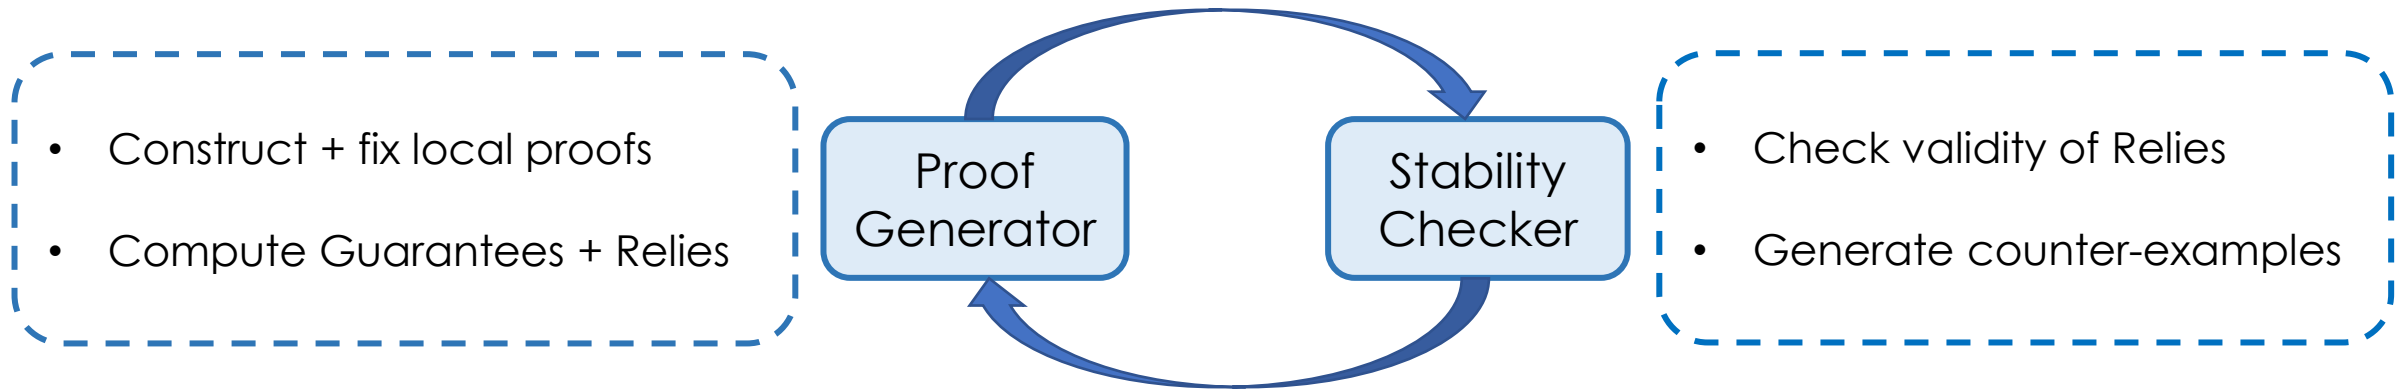 • Construct + fix local proofs
• Compute Guarantees + Relies
Proof
Generator
Stability
Checker
• Check validity of Relies
• Generate counter-examples